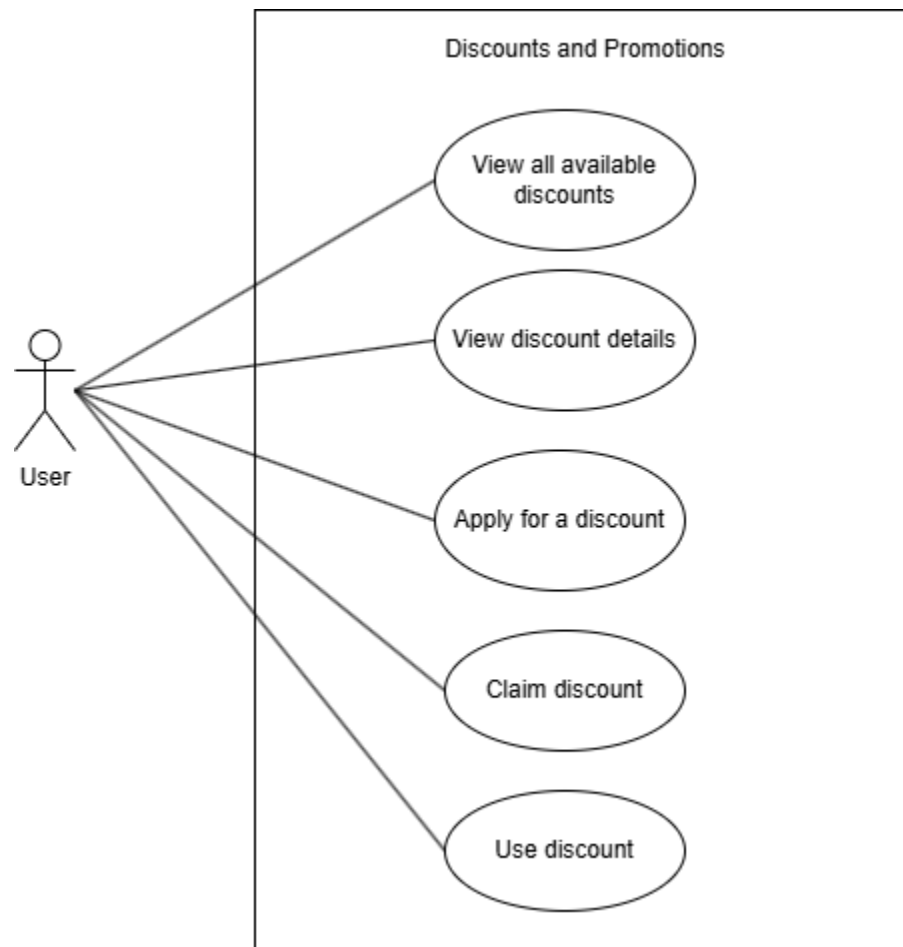 Discounts and Promotions
View all available
discounts
View discount details
User
Apply for a discount
Claim discount
Use discount